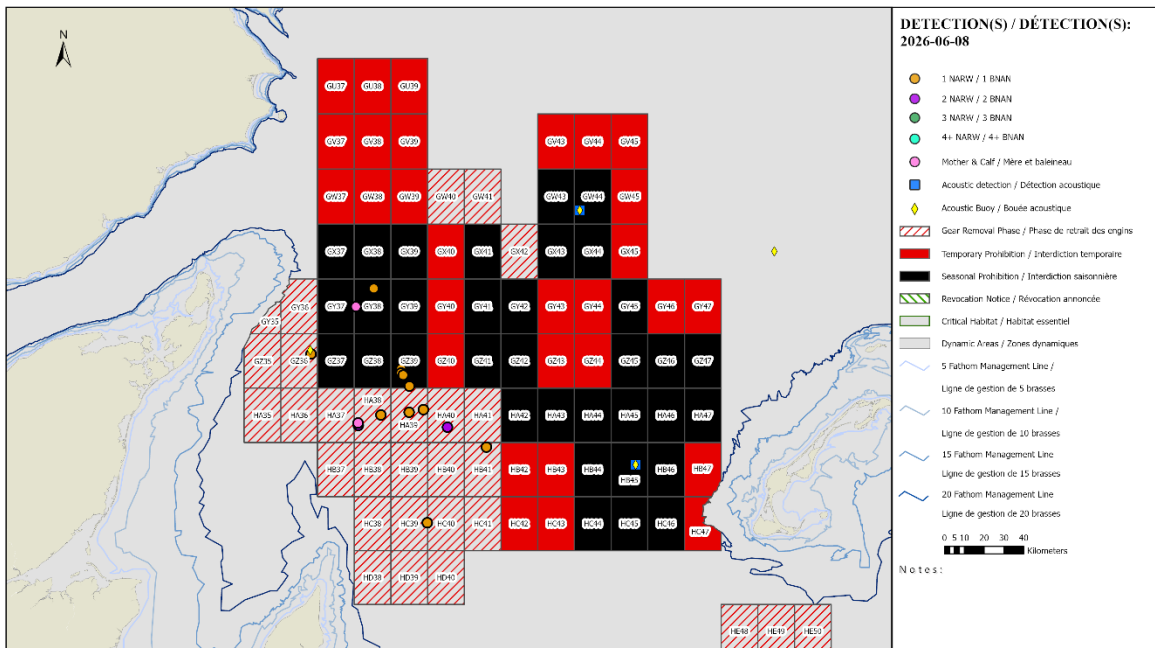 N
GU37 GU38 GU39
GV37 GV38 GV39 GV43 GV44 GV45
GW37 GW38 GW39 GW40 GW41 GW43 GW44 GW45
GX37 GX38 GX39 GX40 GX41 GX42 GX43 GX44 GX45
GY35 GY36 GY37 GY38 GY39 GY40 GY41 GY42 GY43 GY44 GY45 GY46 GY47
GZ35 GZ36 GZ37 GZ38 GZ39 GZ40 GZ41 GZ42 GZ43 GZ44 GZ45 GZ46 GZ47
HA35 HA36 HA37 HA38 HA39 HA40 HA41 HA42 HA43 HA44 HA45 HA46 HA47
HB37 HB38 HB39 HB40 HB41 HB42 HB43 HB44 HB45 HB46 HB47
HC38 HC39 HC40 HC41 HC42 HC43 HC44 HC45 HC46 HC47
HD38 HD39 HD40
HE48 HE49 HE50
DETECTION(S) / DÉTECTION(S):
2026-06-08
1 NARW / 1 BNAN
2 NARW / 2 BNAN
3 NARW / 3 BNAN
4+ NARW / 4+ BNAN
Mother & Calf / Mère et baleineau
Acoustic detection / Détection acoustique
Acoustic Buoy / Bouée acoustique
Gear Removal Phase / Phase de retrait des engins
Temporary Prohibition / Interdiction temporaire
Seasonal Prohibition / Interdiction saisonnière
Revocation Notice / Révocation annoncée
Critical Habitat / Habitat essentiel
Dynamic Areas / Zones dynamiques
5 Fathom Management Line /
Ligne de gestion de 5 brasses
10 Fathom Management Line /
Ligne de gestion de 10 brasses
15 Fathom Management Line
Ligne de gestion de 15 brasses
20 Fathom Management Line
Ligne de gestion de 20 brasses
0 5 10 20 30 40
Kilometers
Notes: